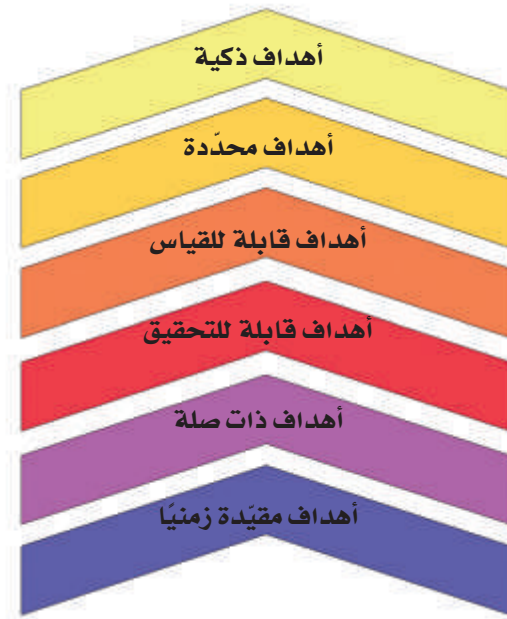 أهداف ذكية
أهداف محدّدة
أهداف قابلة للقياس
أهداف قابلة للتحقيق
أهداف ذات صلة
أهداف مقيّدة زمنيًا